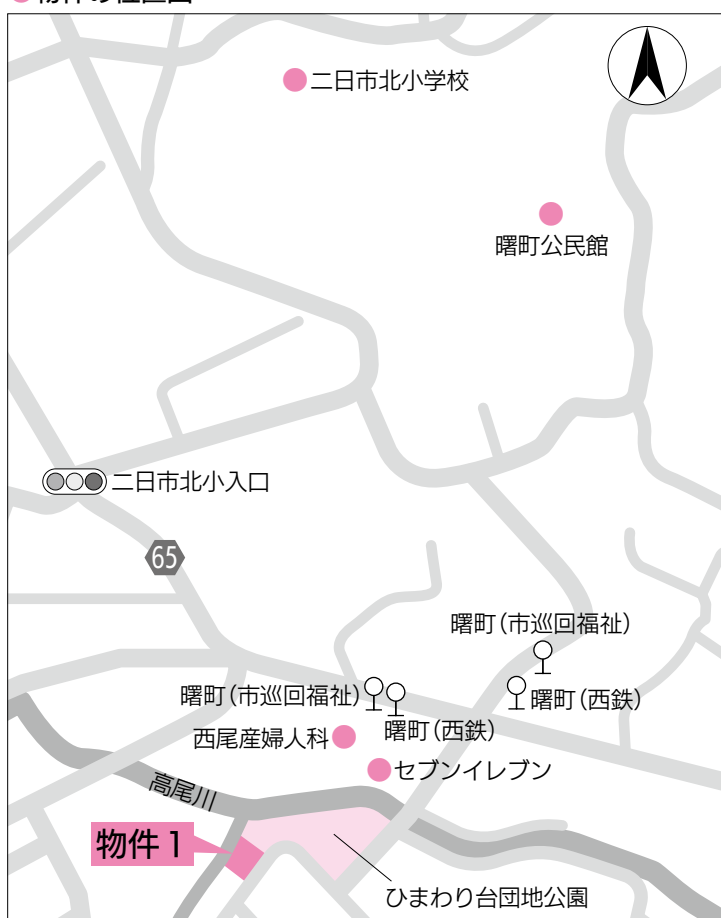 二日市北小学校
曙町公民館
二日市北小入口
65
曙町(市巡回福祉)
曙町(西鉄)
曙町(市巡回福祉)
曙町(西鉄)
西尾産婦人科
セブンイレブン
高尾川
物件1
ひまわり台団地公園